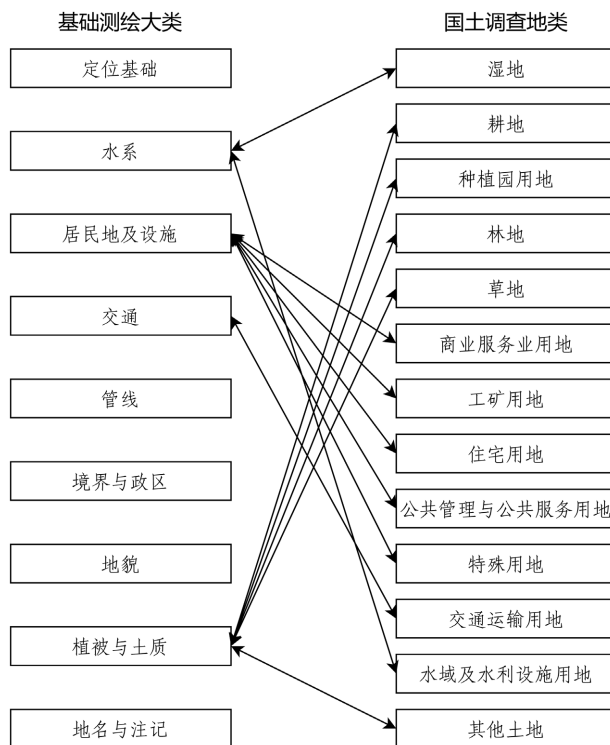 基础测绘大类
定位基础
水系
居民地及设施
交通
管线
境界与政区
地貌
植被与土质
地名与注记
国土调查地类
湿地
耕地
种植园用地
林地
草地
商业服务业用地
工矿用地
住宅用地
公共管理与公共服务用地
特殊用地
交通运输用地
水域及水利设施用地
其他土地